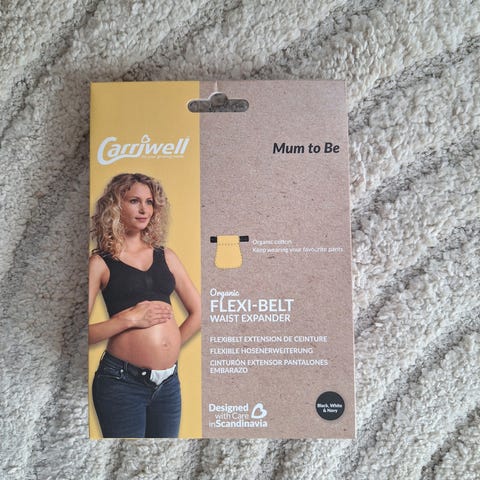 Carriwell
Mum to Be
Organic cotton
Keep wearing your favourite pants
Organic
FLEXI-BELT
WAIST EXPANDER
FLEXIBELT EXTENSION DE CEINTURE
FLEXIBLE HOSENERWEITERUNG
CINTURÓN EXTENSOR PANTALONES
EMBARAZO
Designed
with Care
in Scandinavia
Black, White
& Navy